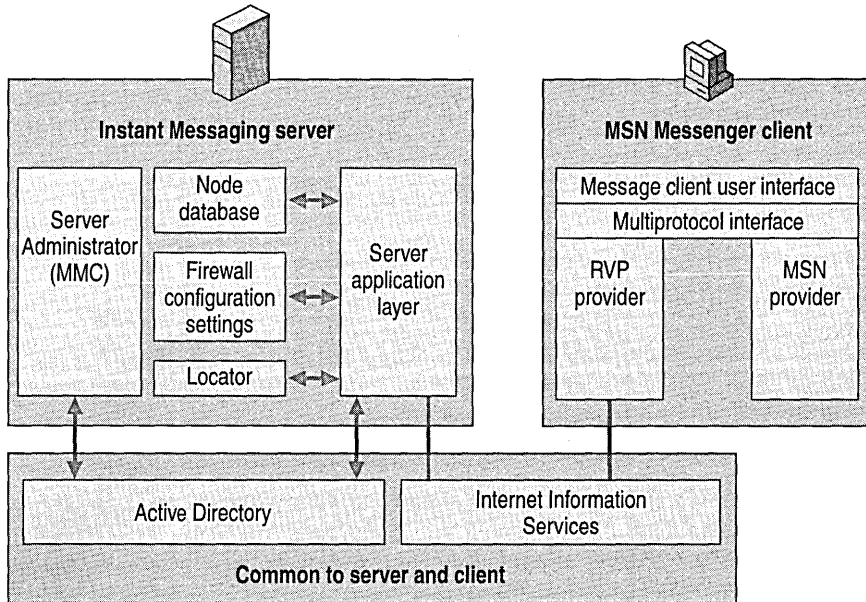 Instant Messaging server
Server
Administrator
(MMC)
Node
database
Firewall
configuration
settings
Locator
Server
application
layer
MSN Messenger client
Message client user interface
Multiprotocol interface
RVP
provider
MSN
provider
Active Directory
Internet Information
Services
Common to server and client